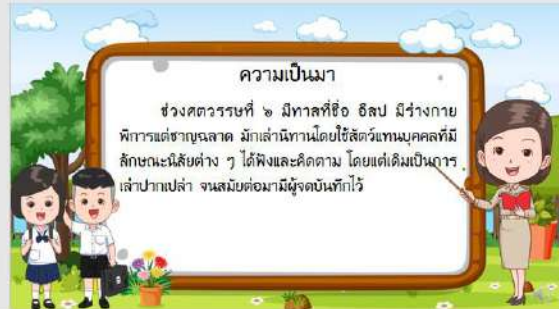 ความเป็นมา
ช่วงศตวรรษที่ ๖ มีทาสที่ชื่อ อีสป มีร่างกาย
พิการแต่ชาญฉลาด มักเล่านิทานโดยใช้สัตว์แทนบุคคลที่มี
ลักษณะนิสัยต่าง ๆ ได้ฟังและคิดตาม โดยแต่เดิมเป็นการ
เล่าปากเปล่า จนสมัยต่อมามีผู้จดบันทึกไว้